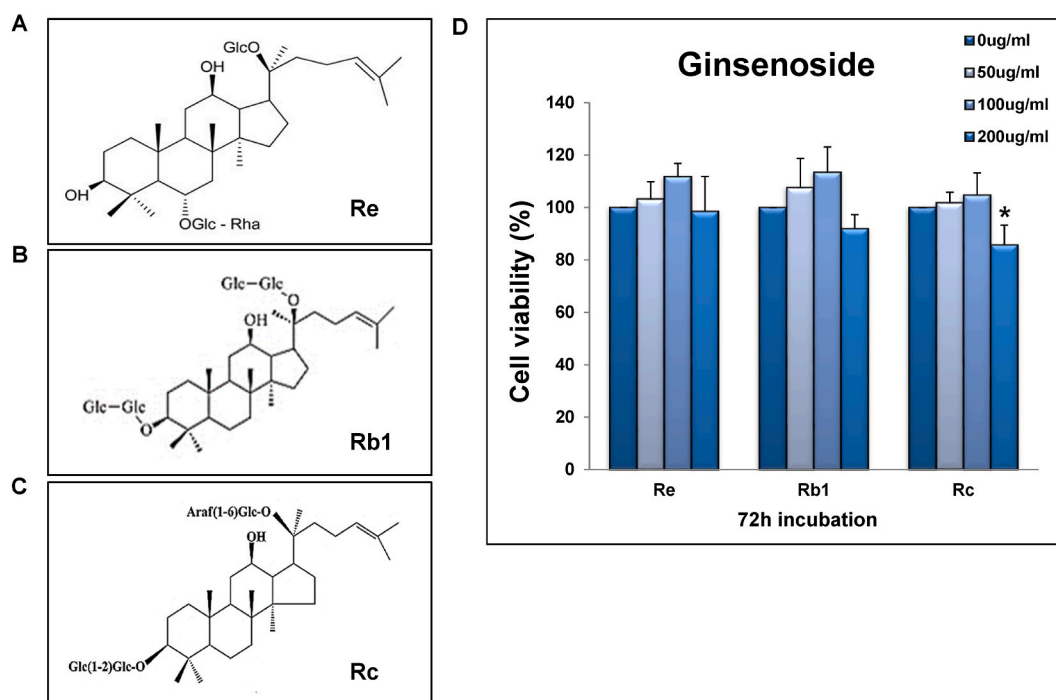 A
GlcO
OH
OH
OGlc - Rha
Re
B
Glc-Glc
O
OH
Glc-Glc
O
Rb1
C
Araf(1-6)Glc-O
OH
Glc(1-2)Glc-O
Rc
D
Ginsenoside
0ug/ml
50ug/ml
100ug/ml
200ug/ml
Cell viability (%)
140
120
100
80
60
40
20
0
*
Re Rb1 Rc
72h incubation